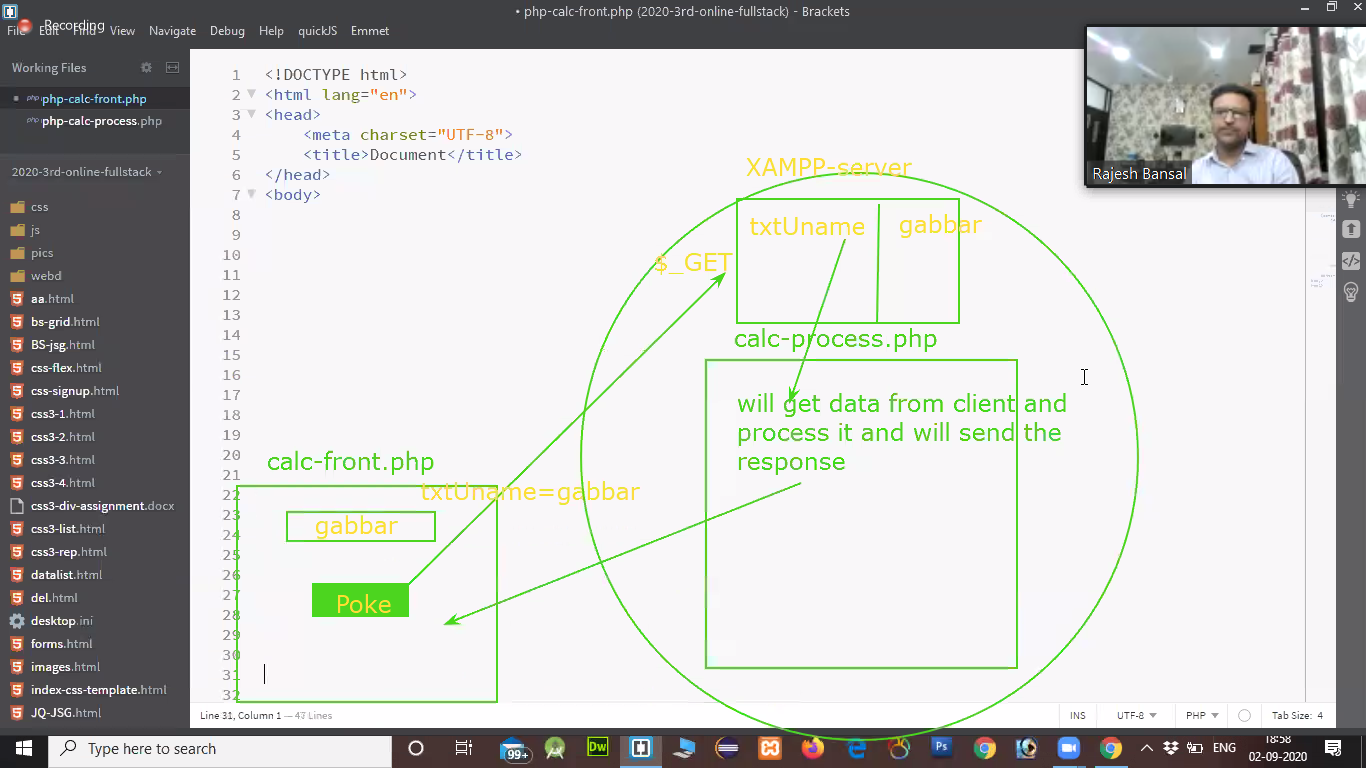 • php-calc-front.php (2020-3rd-online-fullstack) - Brackets
Recording
File Edit Find View Navigate Debug Help quickJS Emmet
Working Files
php php-calc-front.php
php php-calc-process.php
2020-3rd-online-fullstack
css
js
pics
webd
aa.html
bs-grid.html
BS-jsg.html
css-flex.html
css-signup.html
css3-1.html
css3-2.html
css3-3.html
css3-4.html
css3-div-assignment.docx
css3-list.html
css3-rep.html
datalist.html
del.html
desktop.ini
forms.html
images.html
index-css-template.html
JQ-JSG.html
1 <!DOCTYPE html>
2 <html lang="en">
3 <head>
4 <meta charset="UTF-8">
5 <title>Document</title>
6 </head>
7 <body>
8
9
10
11
12
13
14
15
16
17
18
19
20
21
22
23
24
25
26
27
28
29
30
31
32
XAMPP-server
txtUname gabbar
$_GET
calc-process.php
will get data from client and
process it and will send the
response
calc-front.php
txtUname=gabbar
gabbar
Poke
Rajesh Bansal
Line 31, Column 1 — 47 Lines
INS UTF-8 PHP Tab Size: 4
Type here to search
99+
Dw
Ps
ENG
18:58
02-09-2020